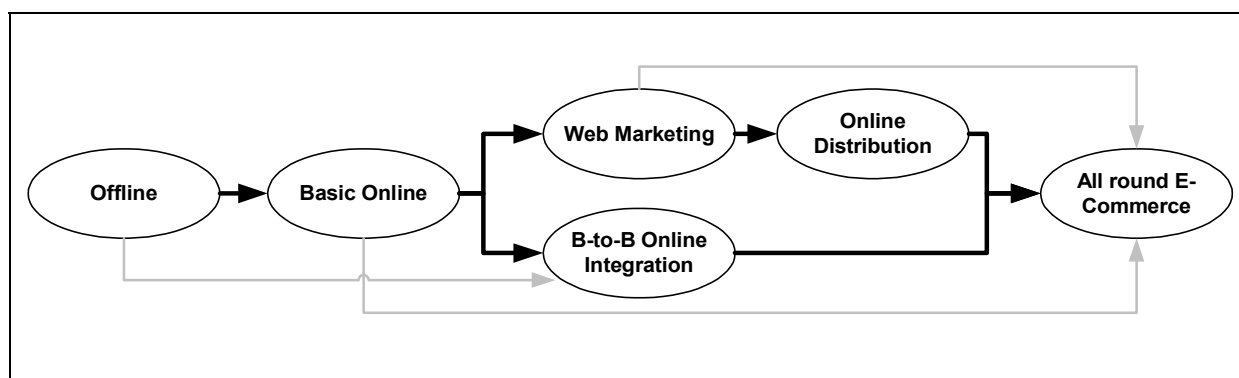 Offline
Basic Online
Web Marketing
Online
Distribution
B-to-B Online
Integration
All round E-
Commerce